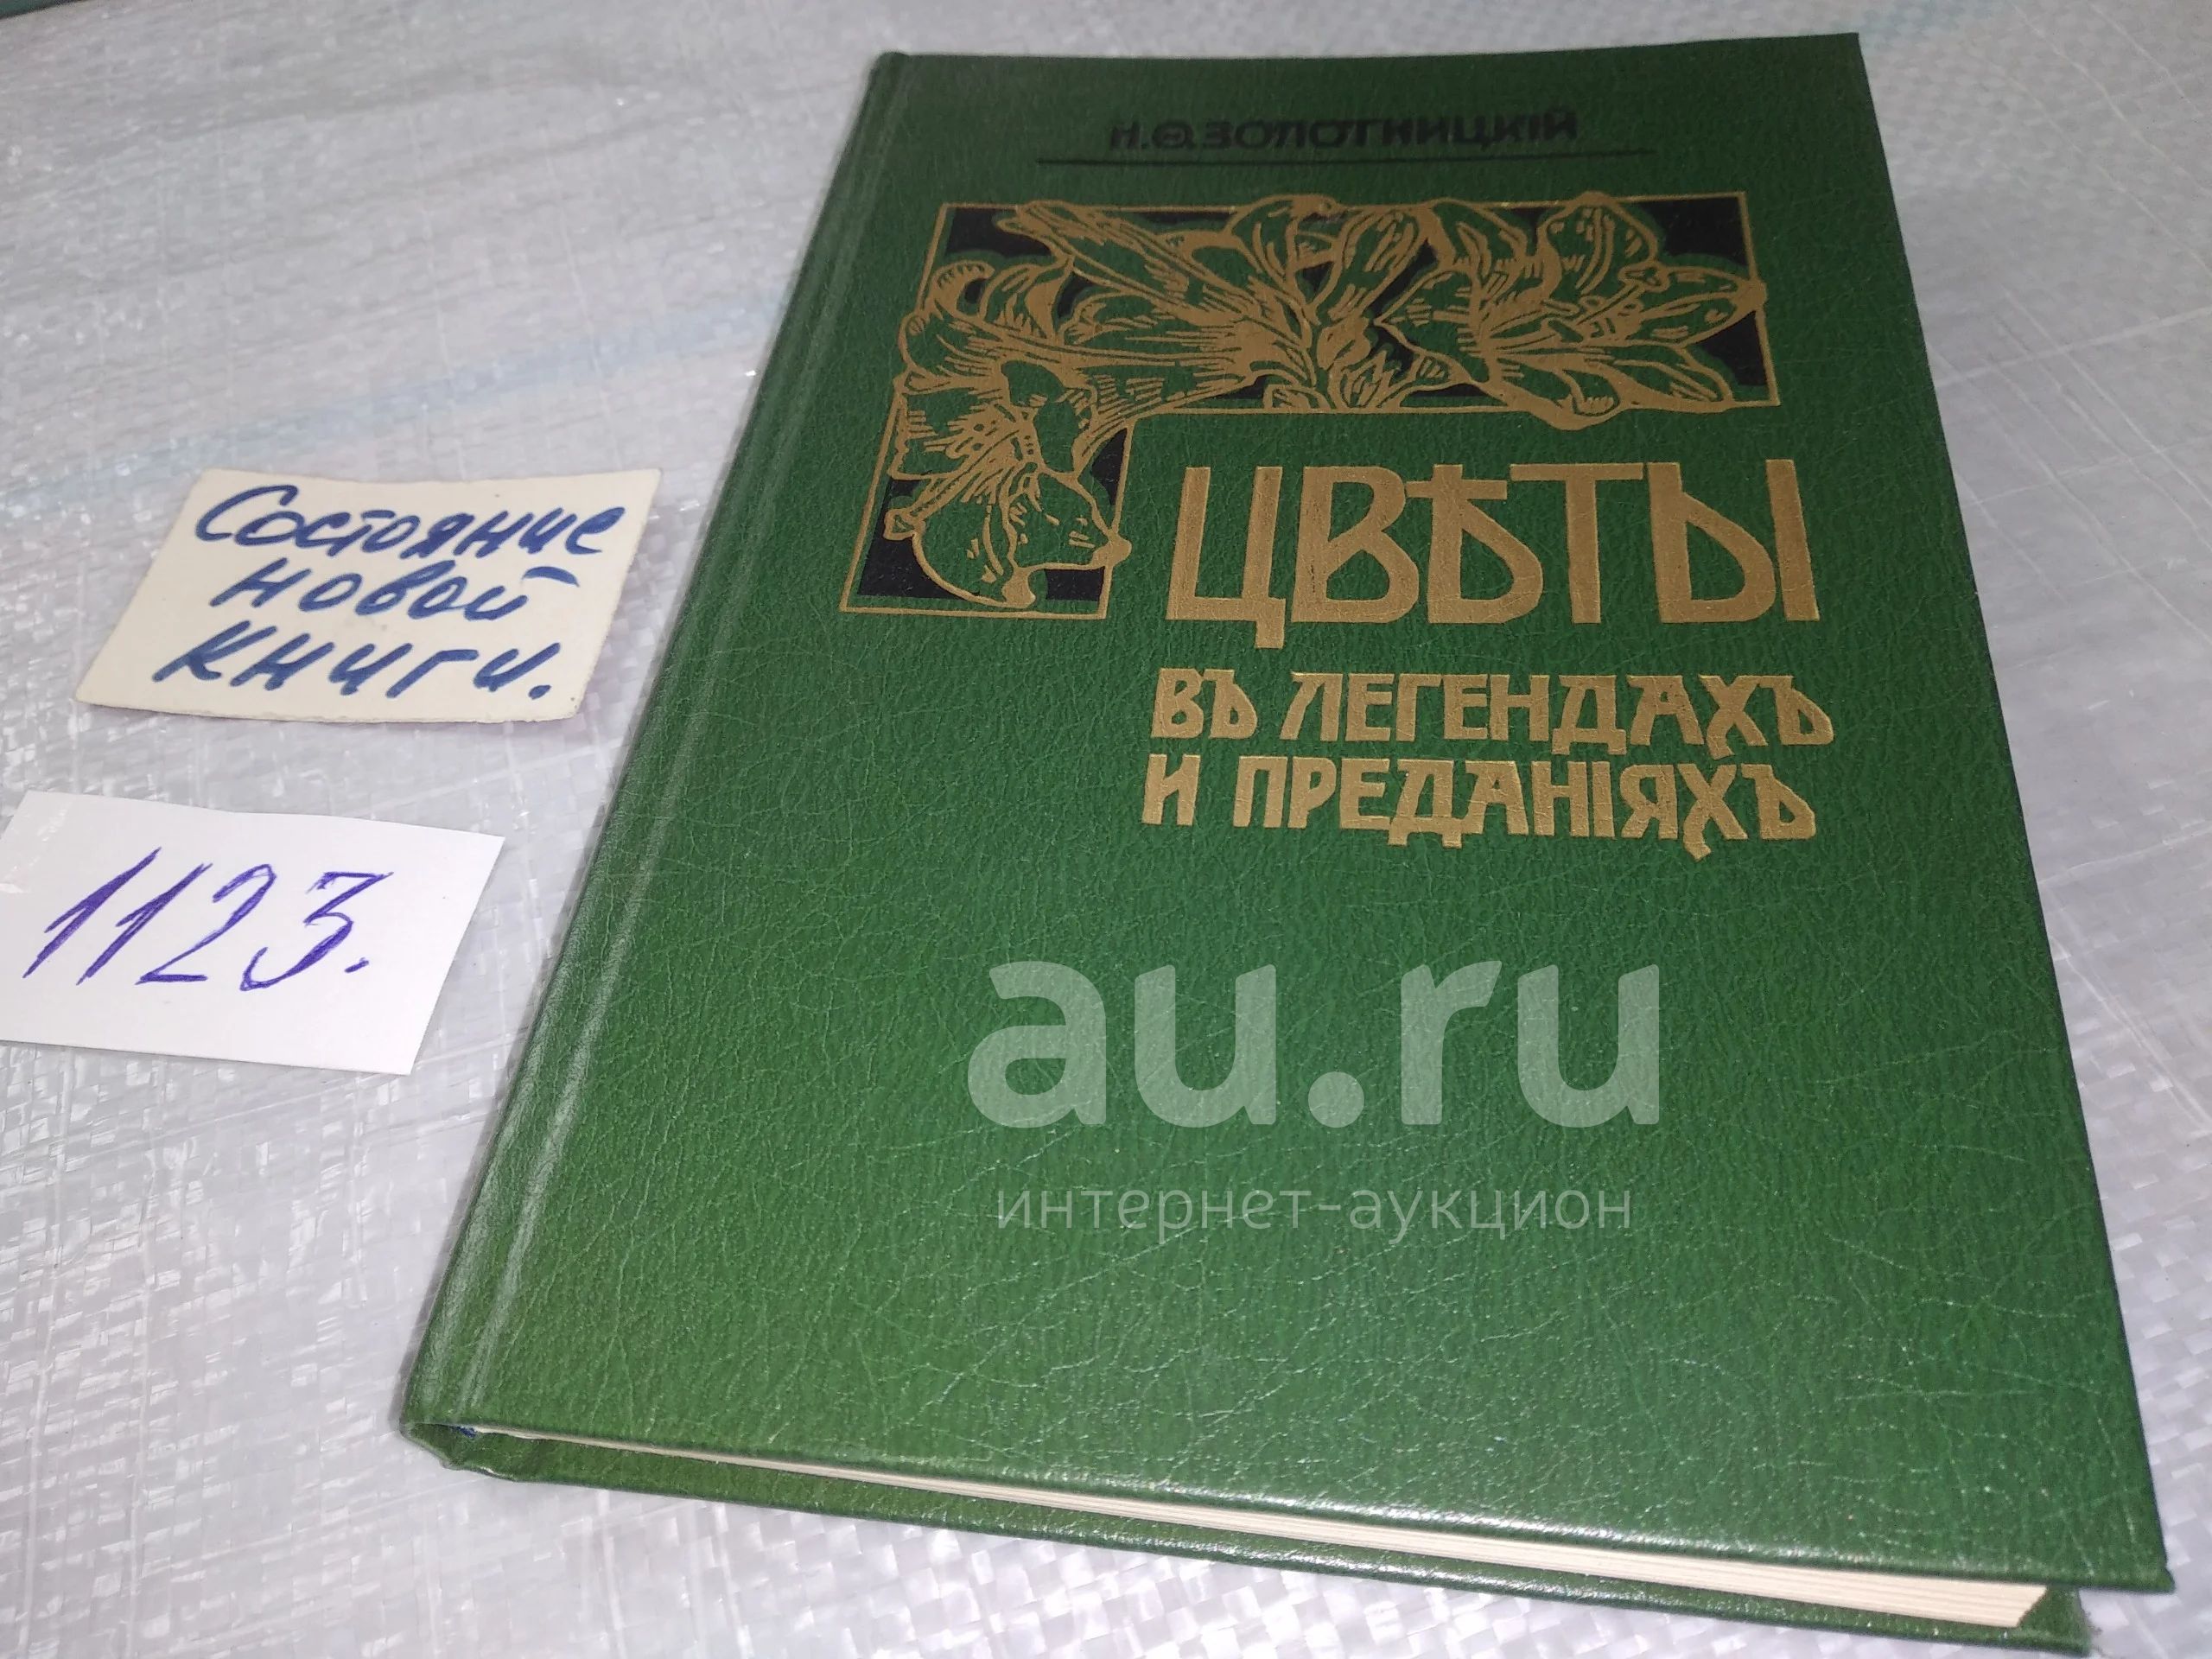 Н. Ѳ. ЗОЛОТНИЦКІЙ
ЦВѢТЫ
ВЪ ЛЕГЕНДАХЪ
И ПРЕДАНІЯХЪ
Состояние
новой
книги.
1123.
au.ru
интернет-аукцион